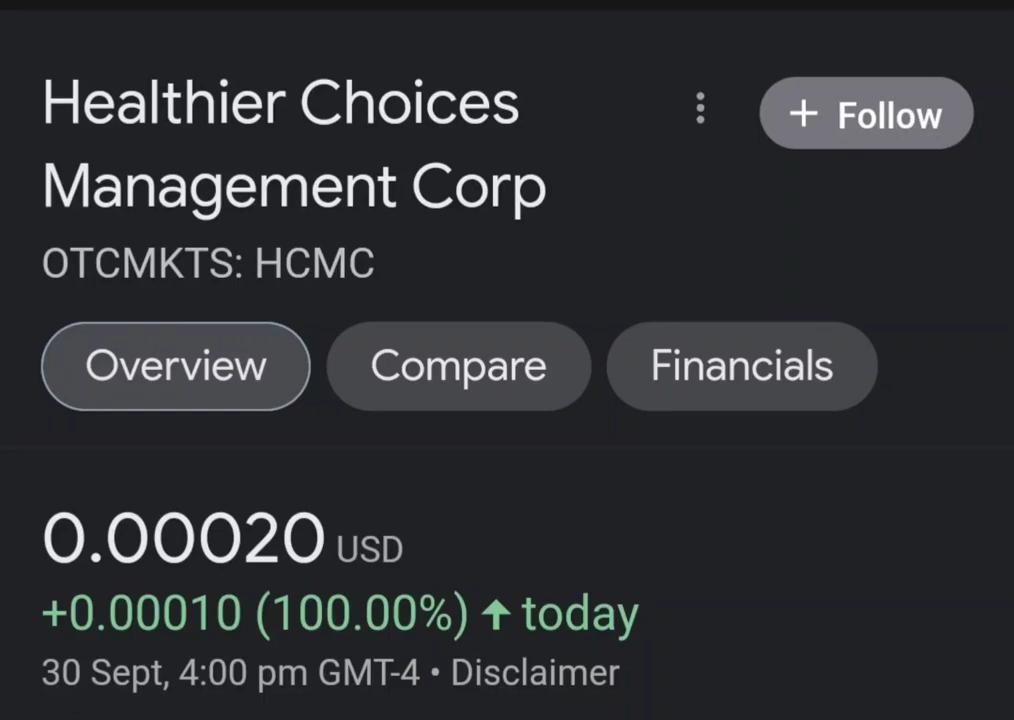 Healthier Choices
Management Corp
+ Follow
OTCMKTS: HCMC
Overview Compare Financials
0.00020 USD
+0.00010 (100.00%) ↑ today
30 Sept, 4:00 pm GMT-4 • Disclaimer